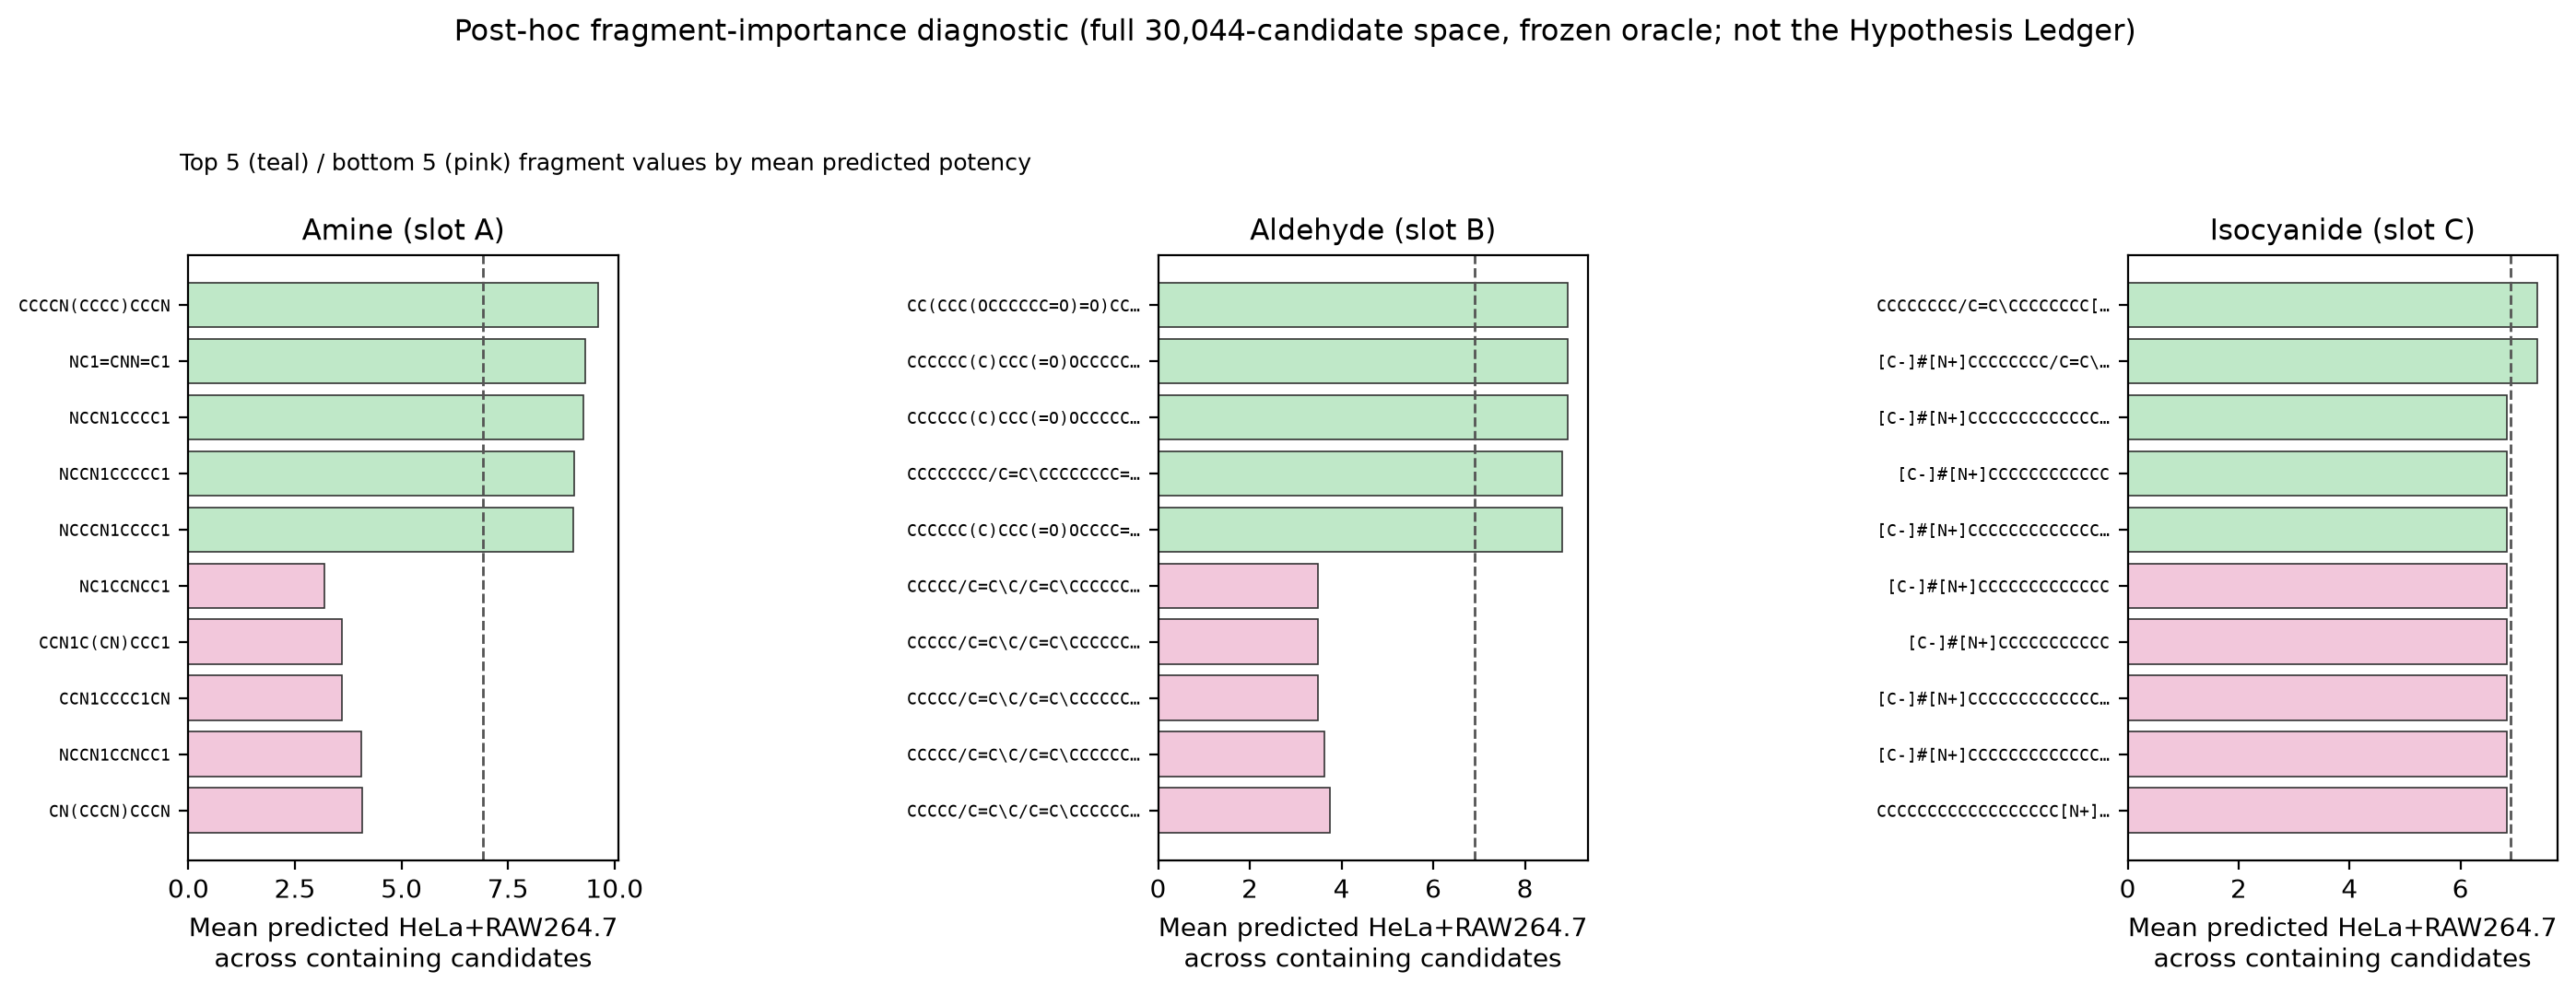 Post-hoc fragment-importance diagnostic (full 30,044-candidate space, frozen oracle; not the Hypothesis Ledger)
Top 5 (teal) / bottom 5 (pink) fragment values by mean predicted potency
Amine (slot A)
CCCCN(CCCC)CCCN
NC1=CNN=C1
NCCN1CCCC1
NCCN1CCCCC1
NCCCN1CCCC1
NC1CCNCC1
CCN1C(CN)CCC1
CCN1CCCC1CN
NCCN1CCNCC1
CN(CCCN)CCCN
0.0 2.5 5.0 7.5 10.0
Mean predicted HeLa+RAW264.7
across containing candidates
Aldehyde (slot B)
CC(CCC(OCCCCCC=O)=O)CC…
CCCCCC(C)CCC(=O)OCCCCC…
CCCCCC(C)CCC(=O)OCCCCC…
CCCCCCCC/C=C\CCCCCCCC=…
CCCCCC(C)CCC(=O)OCCCC=…
CCCCC/C=C\C/C=C\CCCCCC…
CCCCC/C=C\C/C=C\CCCCCC…
CCCCC/C=C\C/C=C\CCCCCC…
CCCCC/C=C\C/C=C\CCCCCC…
CCCCC/C=C\C/C=C\CCCCCC…
0 2 4 6 8
Mean predicted HeLa+RAW264.7
across containing candidates
Isocyanide (slot C)
CCCCCCCC/C=C\CCCCCCCC[…
[C-]#[N+]CCCCCCCC/C=C\…
[C-]#[N+]CCCCCCCCCCCCC…
[C-]#[N+]CCCCCCCCCCCC
[C-]#[N+]CCCCCCCCCCCCC…
[C-]#[N+]CCCCCCCCCCCCC
[C-]#[N+]CCCCCCCCCCC
[C-]#[N+]CCCCCCCCCCCCC…
[C-]#[N+]CCCCCCCCCCCCC…
CCCCCCCCCCCCCCCCCC[N+]…
0 2 4 6
Mean predicted HeLa+RAW264.7
across containing candidates